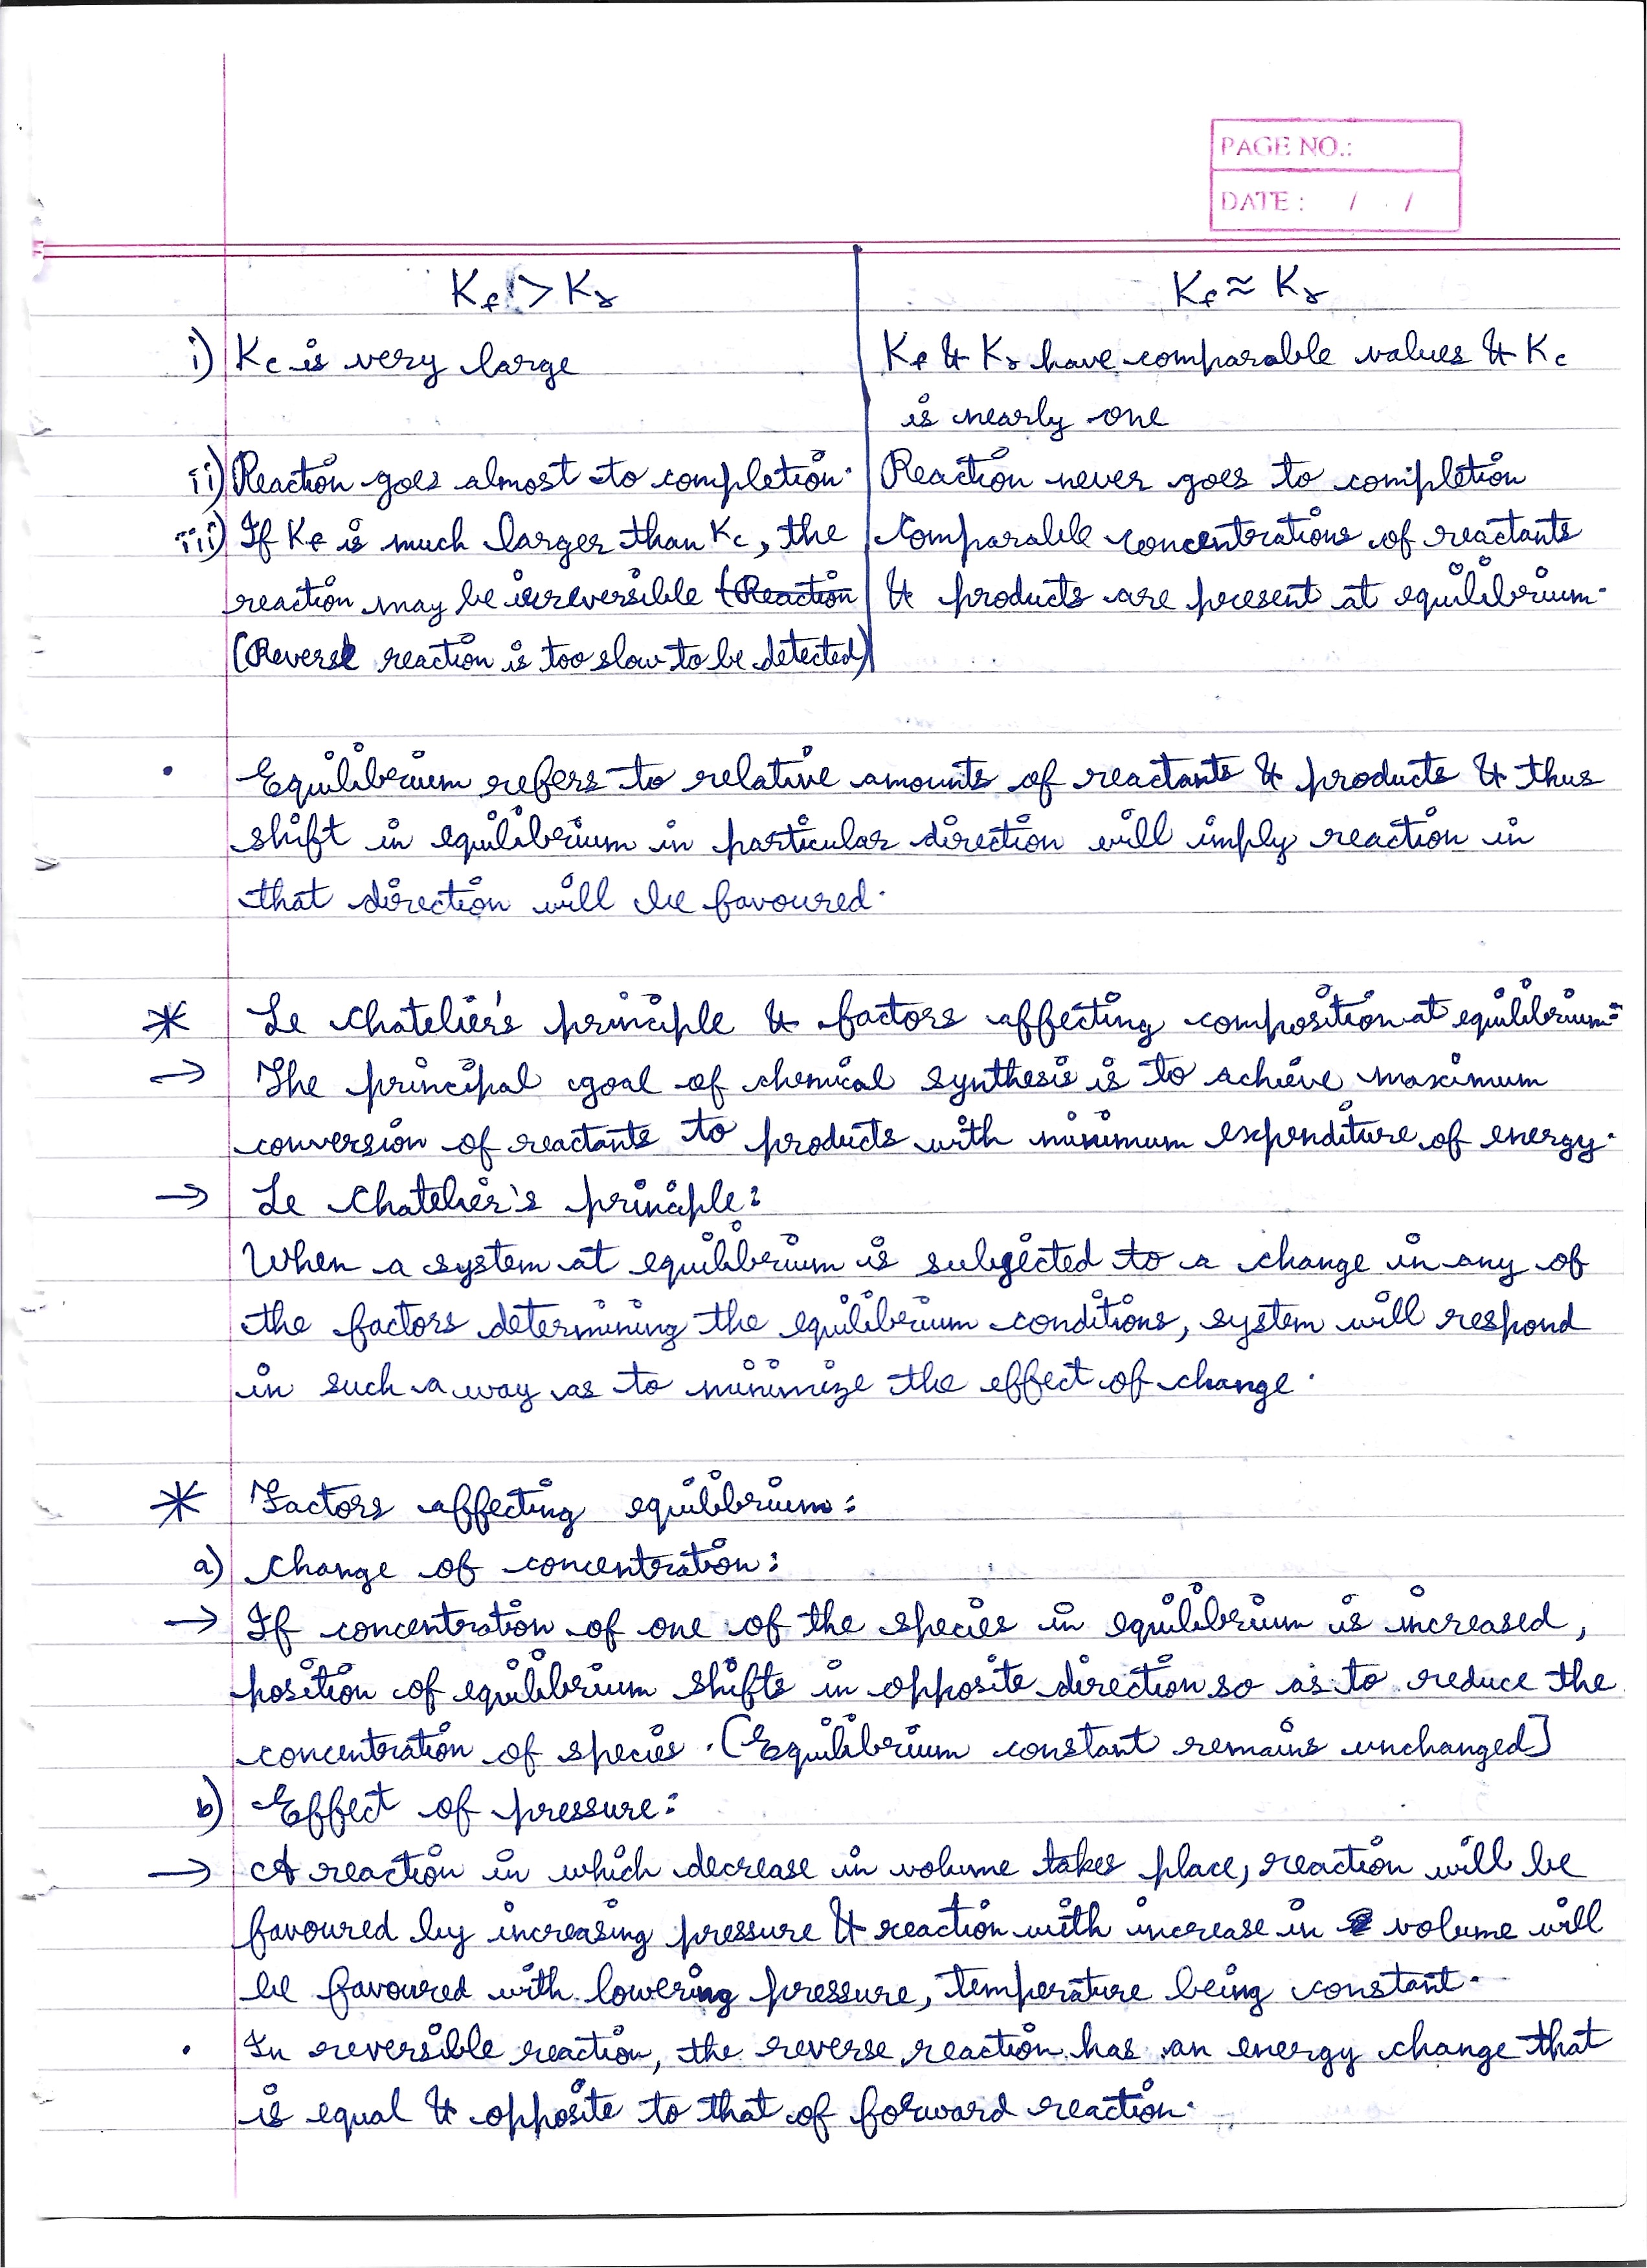 PAGE NO.:
DATE : / /
K_f > K_r
K_f ≈ K_r
i) K_c is very large
K_f & K_r have comparable values & K_c
is nearly one
ii) Reaction goes almost to completion.
Reaction never goes to completion
iii) If K_f is much larger than K_c, the
reaction may be irreversible (Reaction
(Reverse reaction is too slow to be detected)
Comparable concentrations of reactants
& products are present at equilibrium.
• Equilibrium refers to relative amounts of reactants & products & thus
shift in equilibrium in particular direction will imply reaction in
that direction will be favoured.
* Le Chatelier's principle & factors affecting composition at equilibrium:
→ The principal goal of chemical synthesis is to achieve maximum
conversion of reactants to products with minimum expenditure of energy.
→ Le Chatelier's principle:
When a system at equilibrium is subjected to a change in any of
the factors determining the equilibrium conditions, system will respond
in such a way as to minimize the effect of change.
* Factors affecting equilibrium:
a) Change of concentration:
→ If concentration of one of the species in equilibrium is increased,
position of equilibrium shifts in opposite direction so as to reduce the
concentration of species. [Equilibrium constant remains unchanged]
b) Effect of pressure:
→ A reaction in which decrease in volume takes place, reaction will be
favoured by increasing pressure & reaction with increase in volume will
be favoured with lowering pressure, temperature being constant.
• In reversible reaction, the reverse reaction has an energy change that
is equal & opposite to that of forward reaction.